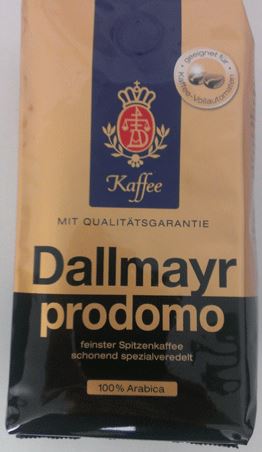 geeignet für
Kaffee-Vollautomaten
Kaffee
MIT QUALITÄTSGARANTIE
Dallmayr
prodomo
feinster Spitzenkaffee
schonend spezialveredelt
100% Arabica